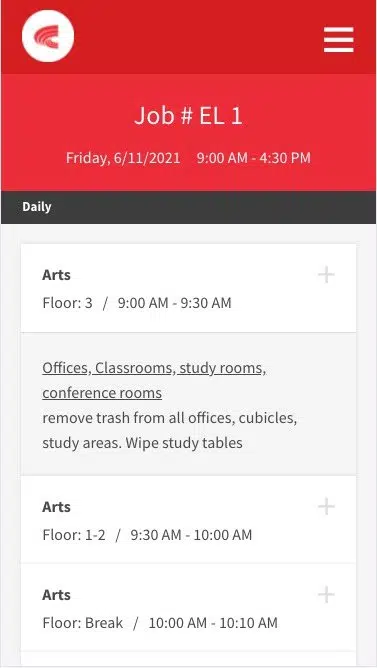 Job # EL 1
Friday, 6/11/2021 9:00 AM - 4:30 PM
Daily
Arts
Floor: 3 / 9:00 AM - 9:30 AM
Offices, Classrooms, study rooms,
conference rooms
remove trash from all offices, cubicles,
study areas. Wipe study tables
Arts
Floor: 1-2 / 9:30 AM - 10:00 AM
Arts
Floor: Break / 10:00 AM - 10:10 AM